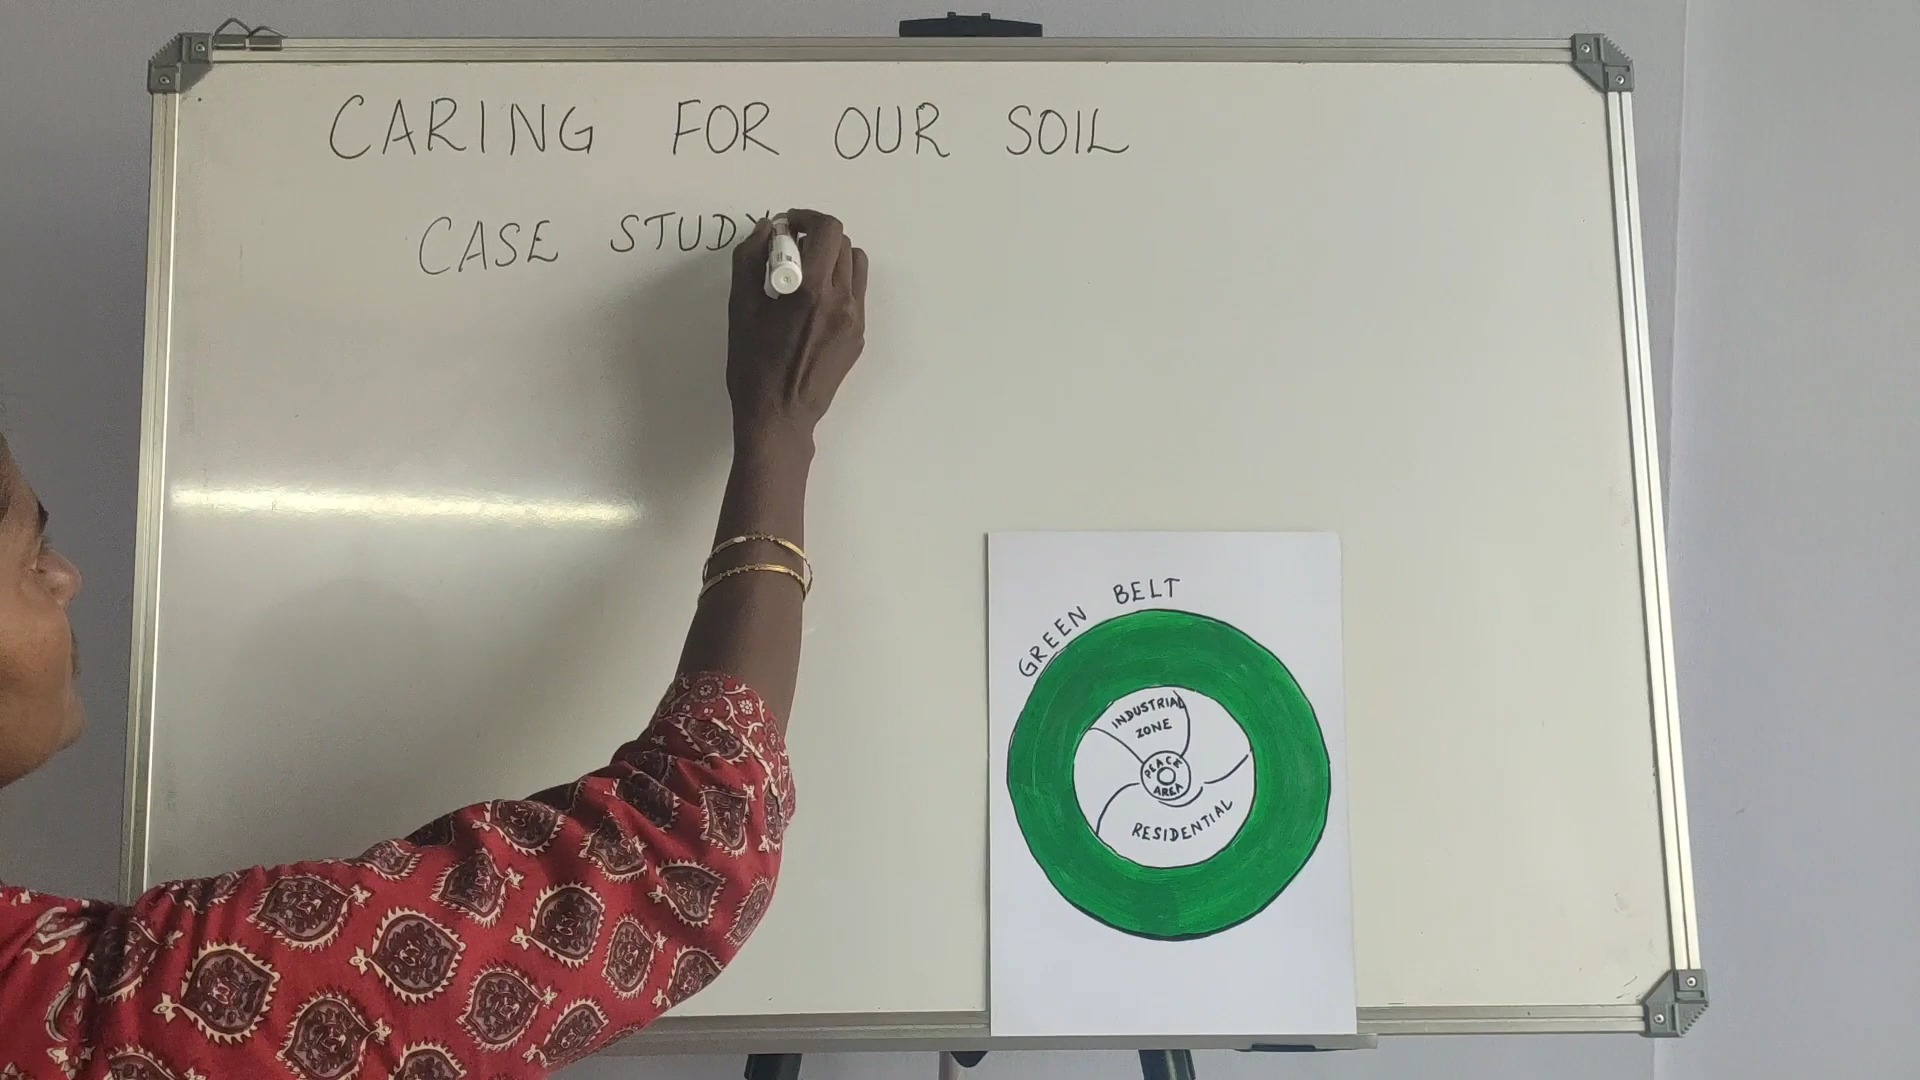 CARING FOR OUR SOIL
CASE STUDY
GREEN BELT
INDUSTRIAL
ZONE
PEACE
AREA
RESIDENTIAL